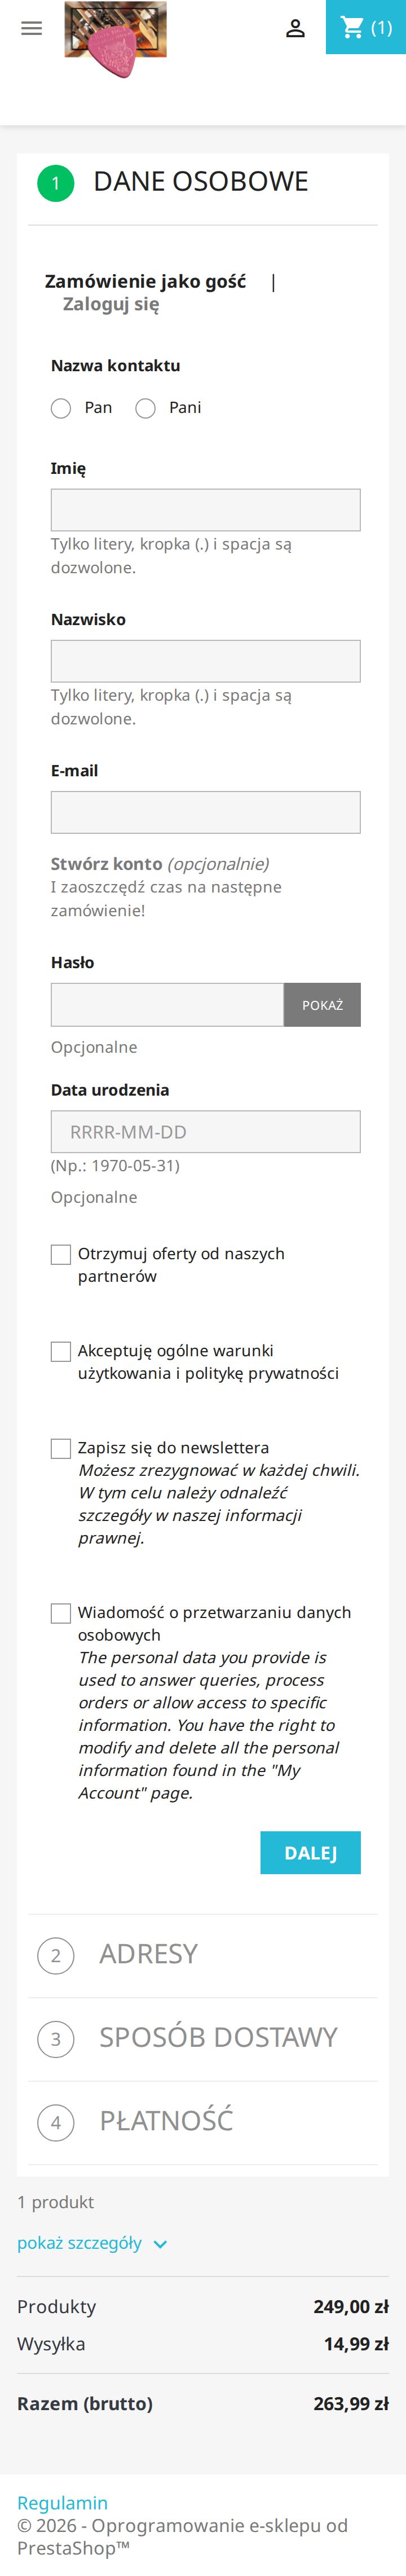 (1)
1 DANE OSOBOWE
Zamówienie jako gość |
Zaloguj się
Nazwa kontaktu
Pan Pani
Imię
Tylko litery, kropka (.) i spacja są
dozwolone.
Nazwisko
Tylko litery, kropka (.) i spacja są
dozwolone.
E-mail
Stwórz konto (opcjonalnie)
I zaoszczędź czas na następne
zamówienie!
Hasło
POKAŻ
Opcjonalne
Data urodzenia
RRRR-MM-DD
(Np.: 1970-05-31)
Opcjonalne
Otrzymuj oferty od naszych
partnerów
Akceptuję ogólne warunki
użytkowania i politykę prywatności
Zapisz się do newslettera
Możesz zrezygnować w każdej chwili.
W tym celu należy odnaleźć
szczegóły w naszej informacji
prawnej.
Wiadomość o przetwarzaniu danych
osobowych
The personal data you provide is
used to answer queries, process
orders or allow access to specific
information. You have the right to
modify and delete all the personal
information found in the "My
Account" page.
DALEJ
2 ADRESY
3 SPOSÓB DOSTAWY
4 PŁATNOŚĆ
1 produkt
pokaż szczegóły
Produkty 249,00 zł
Wysyłka 14,99 zł
Razem (brutto) 263,99 zł
Regulamin
© 2026 - Oprogramowanie e-sklepu od
PrestaShop™